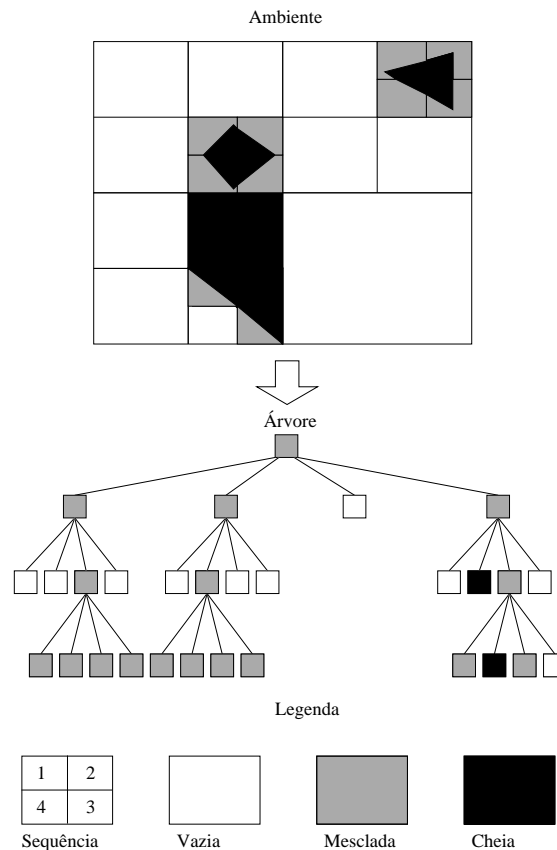 Ambiente
Árvore
Legenda
1 2
4 3
Sequência Vazia Mesclada Cheia